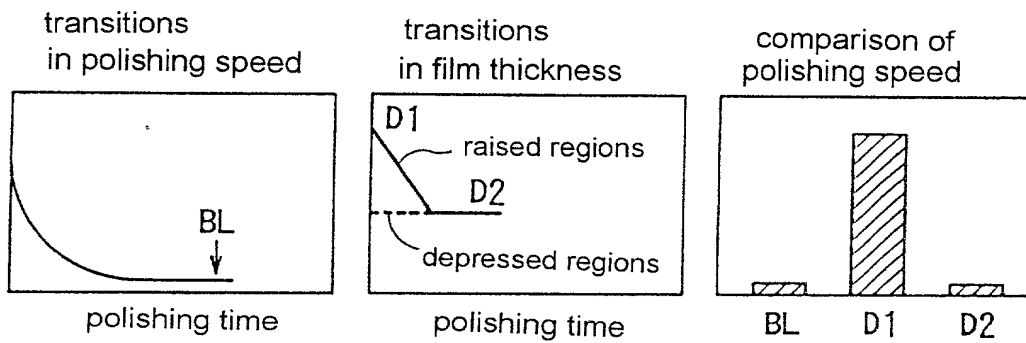 transitions
in polishing speed
BL
polishing time
transitions
in film thickness
D1
raised regions
D2
depressed regions
polishing time
comparison of
polishing speed
BL D1 D2